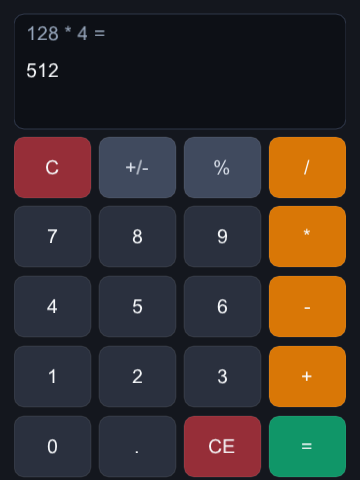 128 * 4 =
512
C +/- % /
7 8 9 *
4 5 6 -
1 2 3 +
0 . CE =